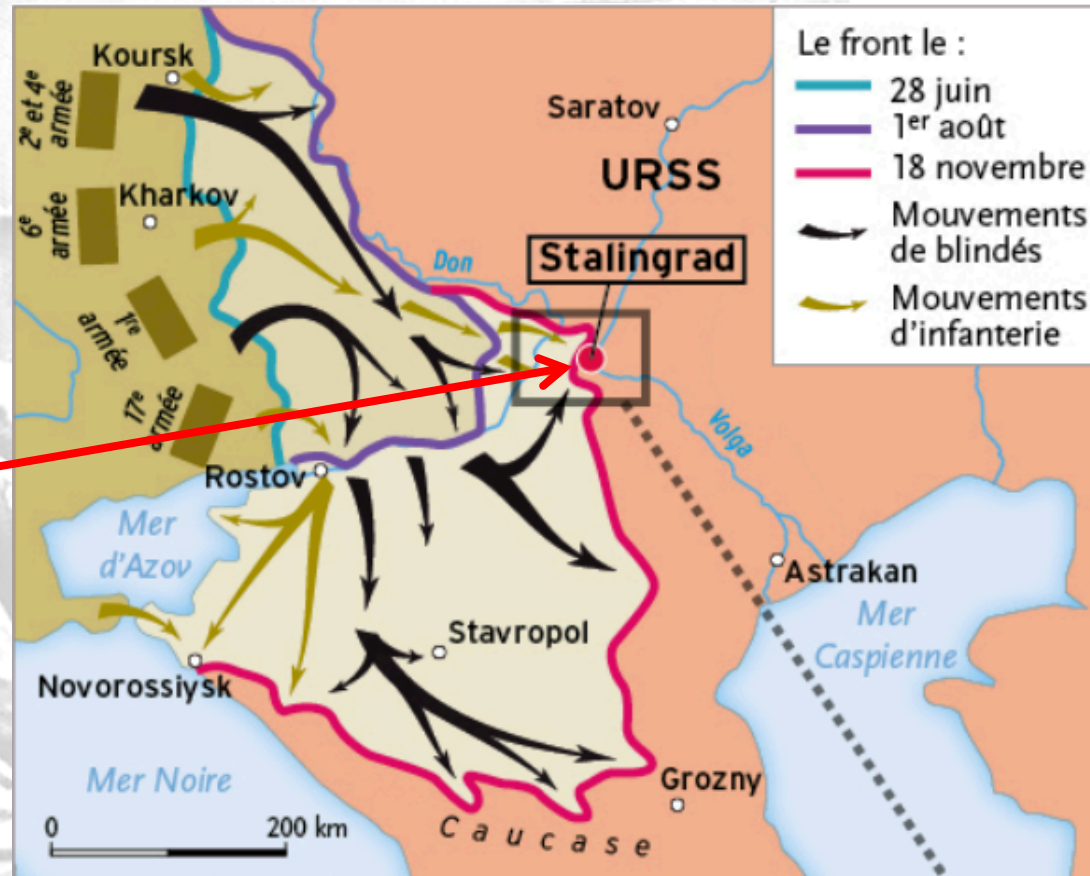 Koursk
2e et 4e
armée
Kharkov
6e
armée
1re
armée
17e
armée
Rostov
Mer
d'Azov
Novorossiysk
Mer Noire
0 200 km
Saratov
URSS
Don
Stalingrad
Volga
Astrakan
Mer
Caspienne
Stavropol
Grozny
Caucase
Le front le :
28 juin
1er août
18 novembre
Mouvements
de blindés
Mouvements
d'infanterie